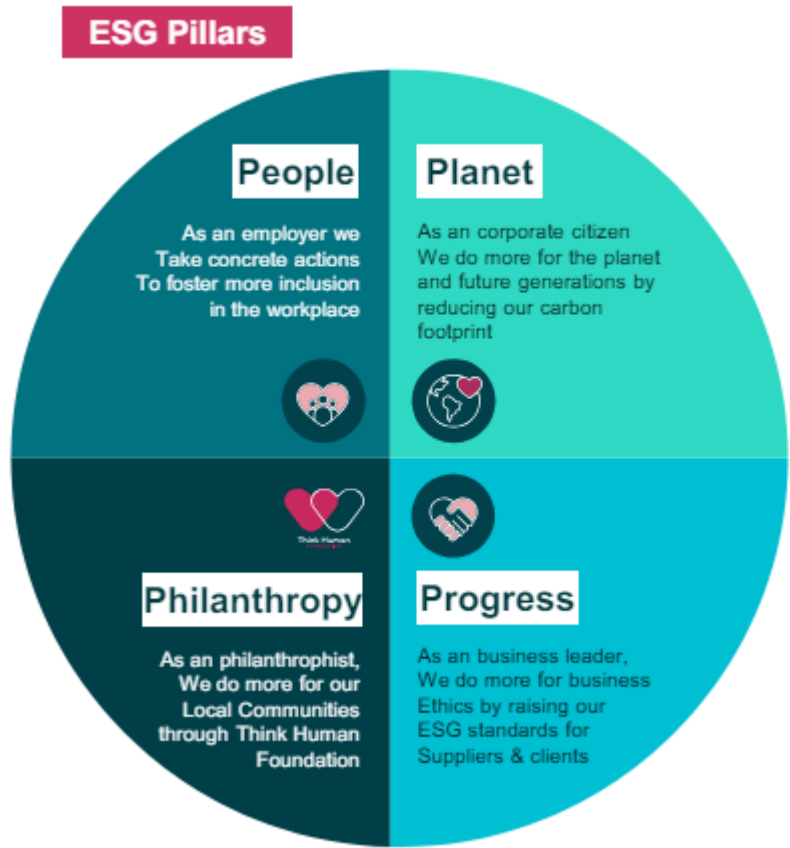 ESG Pillars
People
As an employer we
Take concrete actions
To foster more inclusion
in the workplace
Planet
As an corporate citizen
We do more for the planet
and future generations by
reducing our carbon
footprint
Think Human
Philanthropy
As an philanthrophist,
We do more for our
Local Communities
through Think Human
Foundation
Progress
As an business leader,
We do more for business
Ethics by raising our
ESG standards for
Suppliers & clients